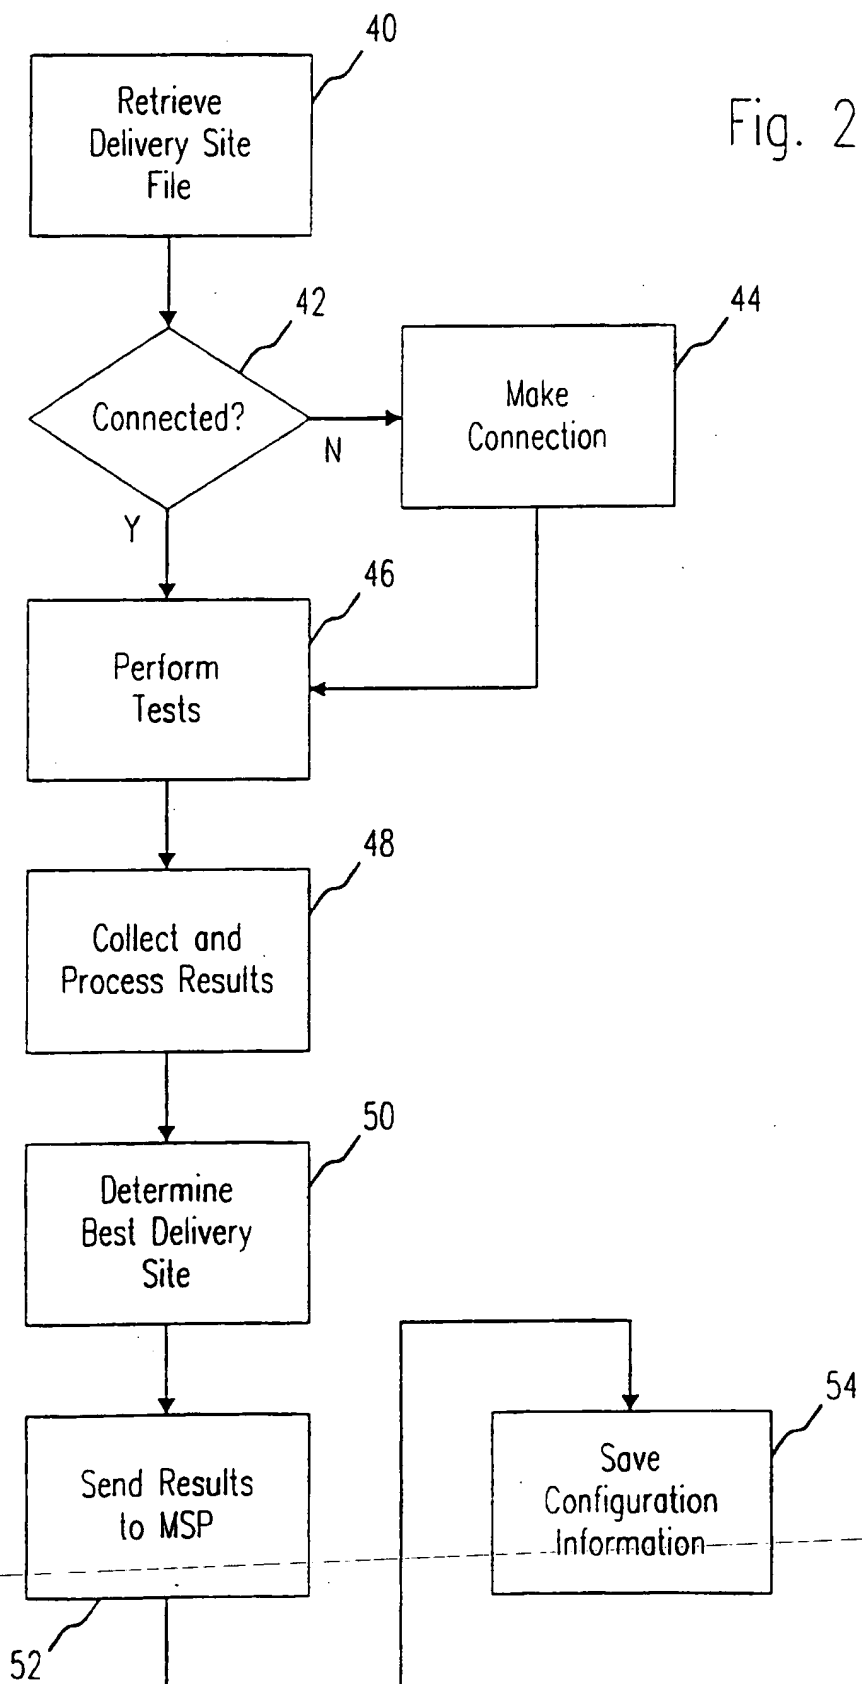 40
Retrieve
Delivery Site
File
Fig. 2
42
Connected?
N
Y
44
Make
Connection
46
Perform
Tests
48
Collect and
Process Results
50
Determine
Best Delivery
Site
Send Results
to MSP
52
54
Save
Configuration
Information